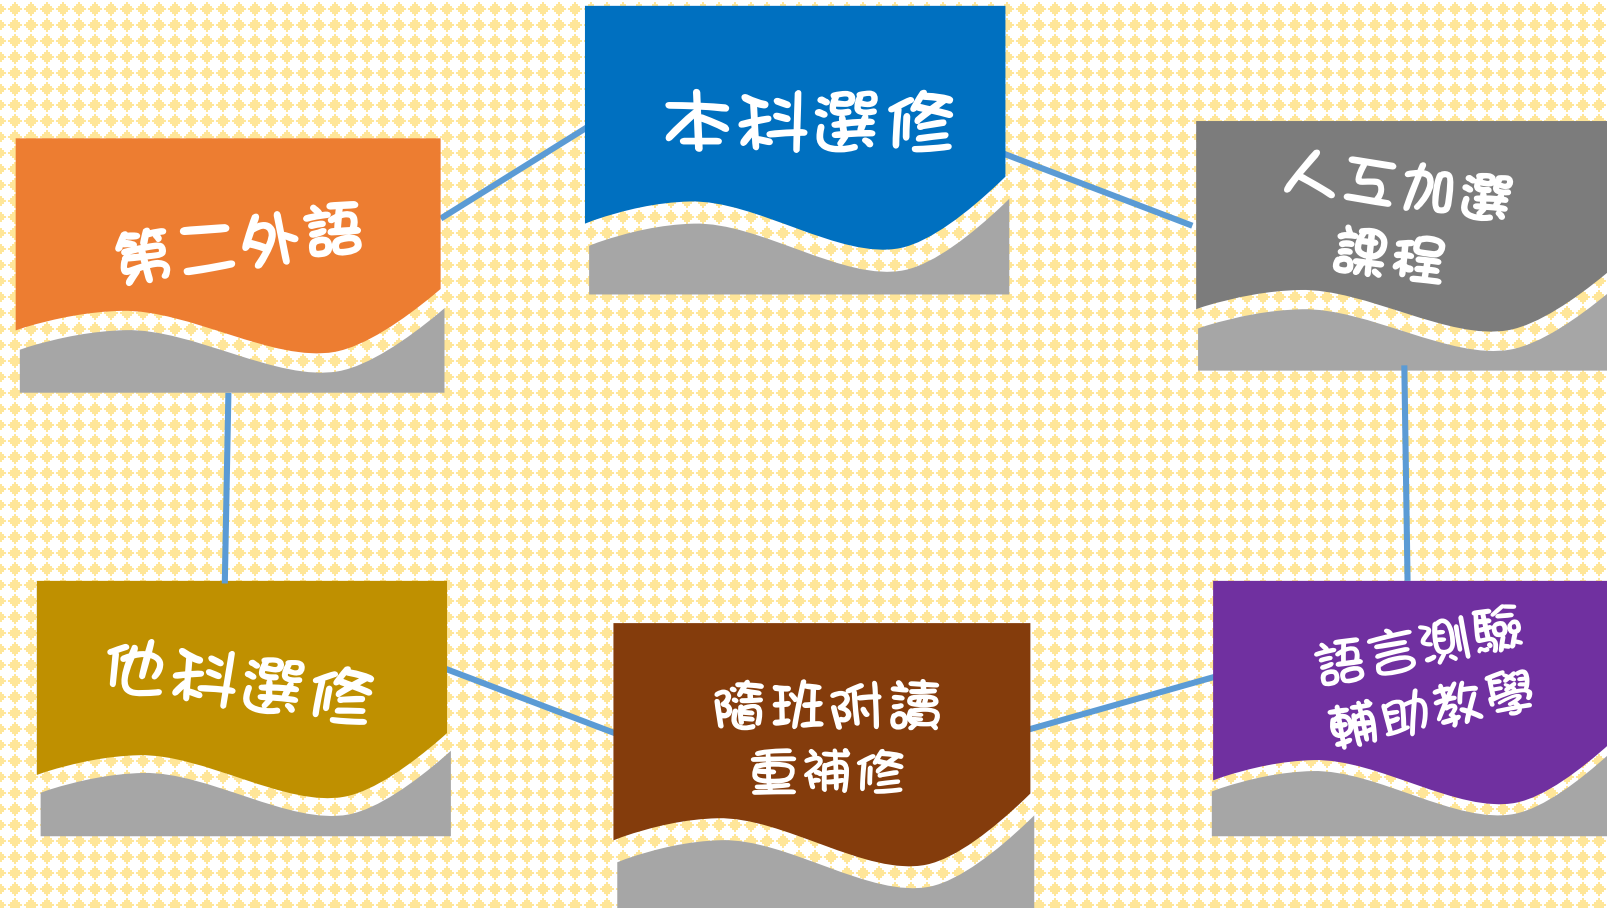 本科選修
第二外語
人互加選
課程
他科選修
隨班附讀
重補修
語言測驗
輔助教學